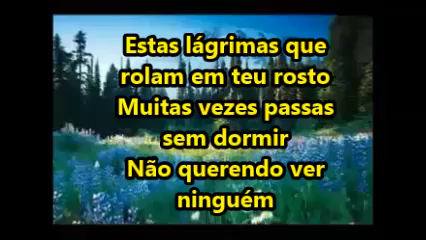 Estas lágrimas que
rolam em teu rosto
Muitas vezes passas
sem dormir
Não querendo ver
ninguém